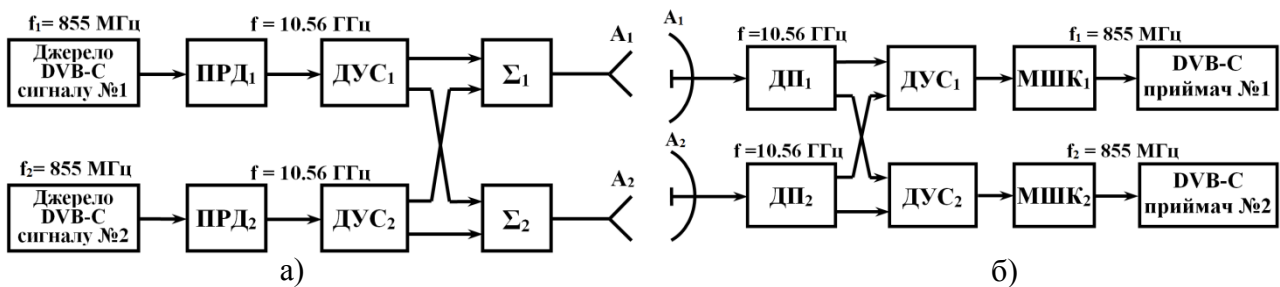 f₁= 855 МГц
f = 10.56 ГГц
Джерело
DVB-C
сигналу №1
ПРД₁
ДУС₁
Σ₁
A₁
f₂= 855 МГц
f = 10.56 ГГц
Джерело
DVB-C
сигналу №2
ПРД₂
ДУС₂
Σ₂
A₂
а)
A₁
f =10.56 ГГц
f₁ = 855 МГц
ДП₁
ДУС₁
МШК₁
DVB-C
приймач №1
A₂
f =10.56 ГГц
f₂ = 855 МГц
ДП₂
ДУС₂
МШК₂
DVB-C
приймач №2
б)